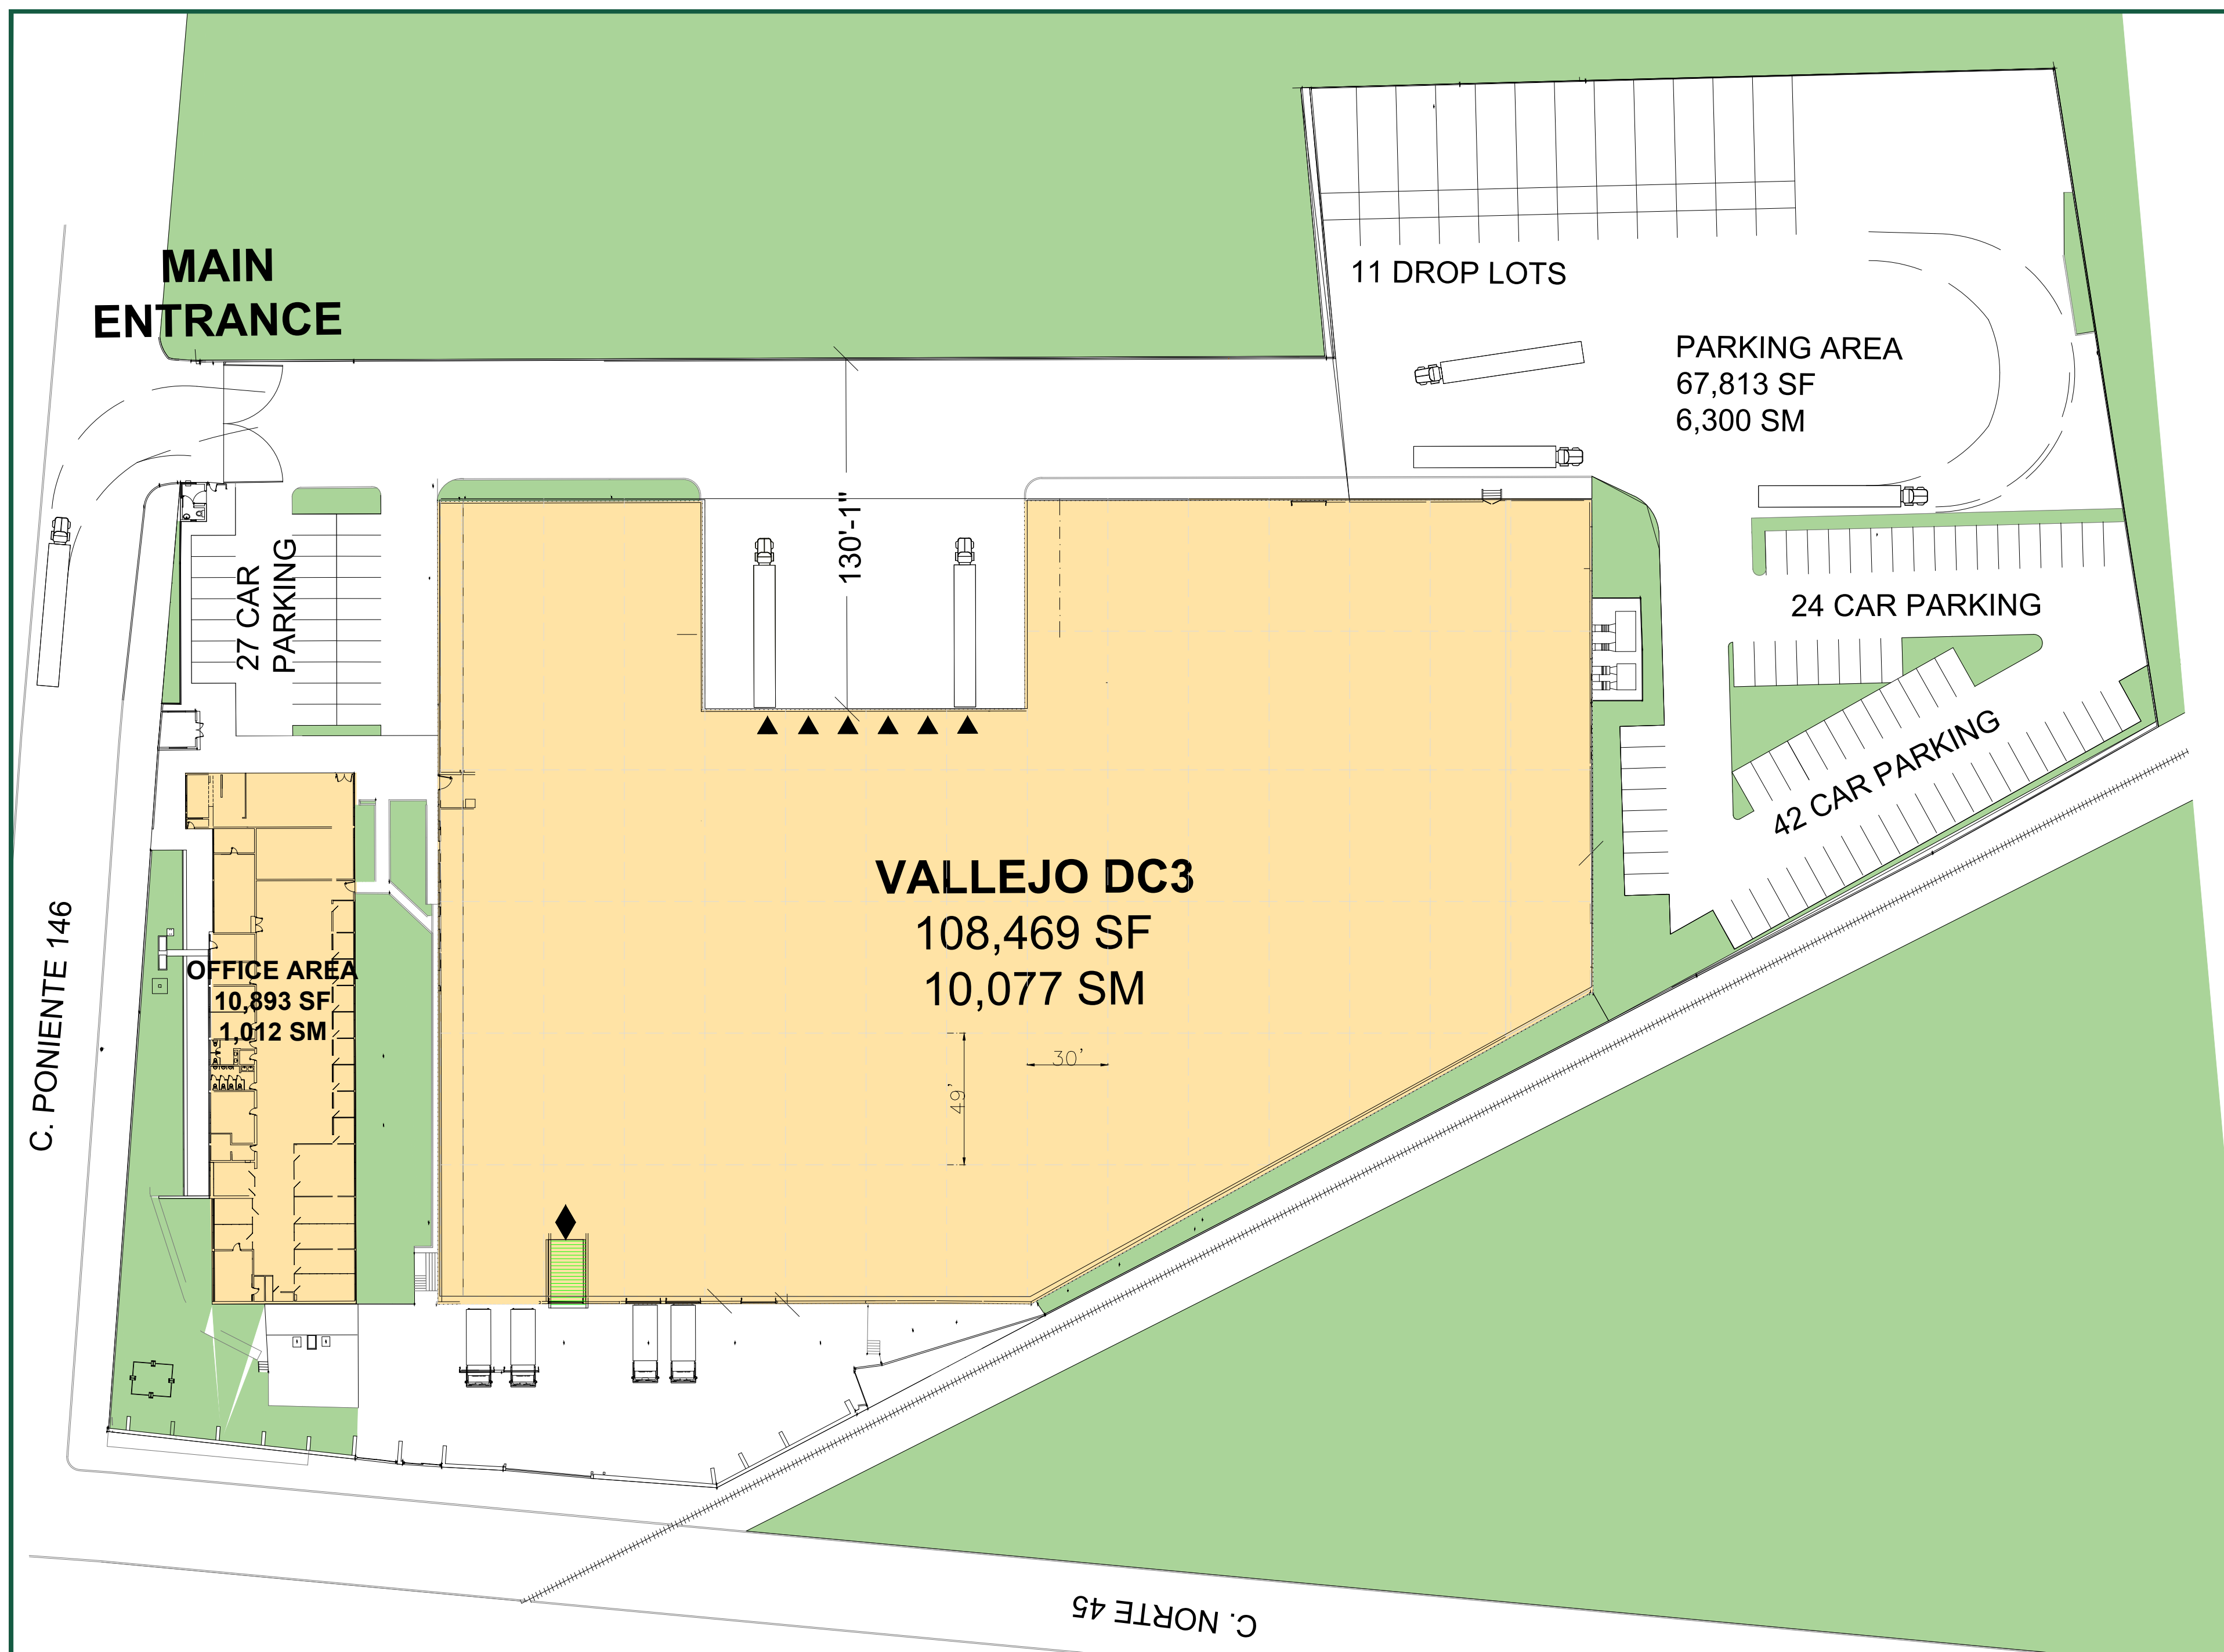 MAIN
ENTRANCE
11 DROP LOTS
PARKING AREA
67,813 SF
6,300 SM
130'-1"
27 CAR
PARKING
24 CAR PARKING
42 CAR PARKING
VALLEJO DC3
108,469 SF
10,077 SM
OFFICE AREA
10,893 SF
1,012 SM
30'
49'
C. PONIENTE 146
C. NORTE 45